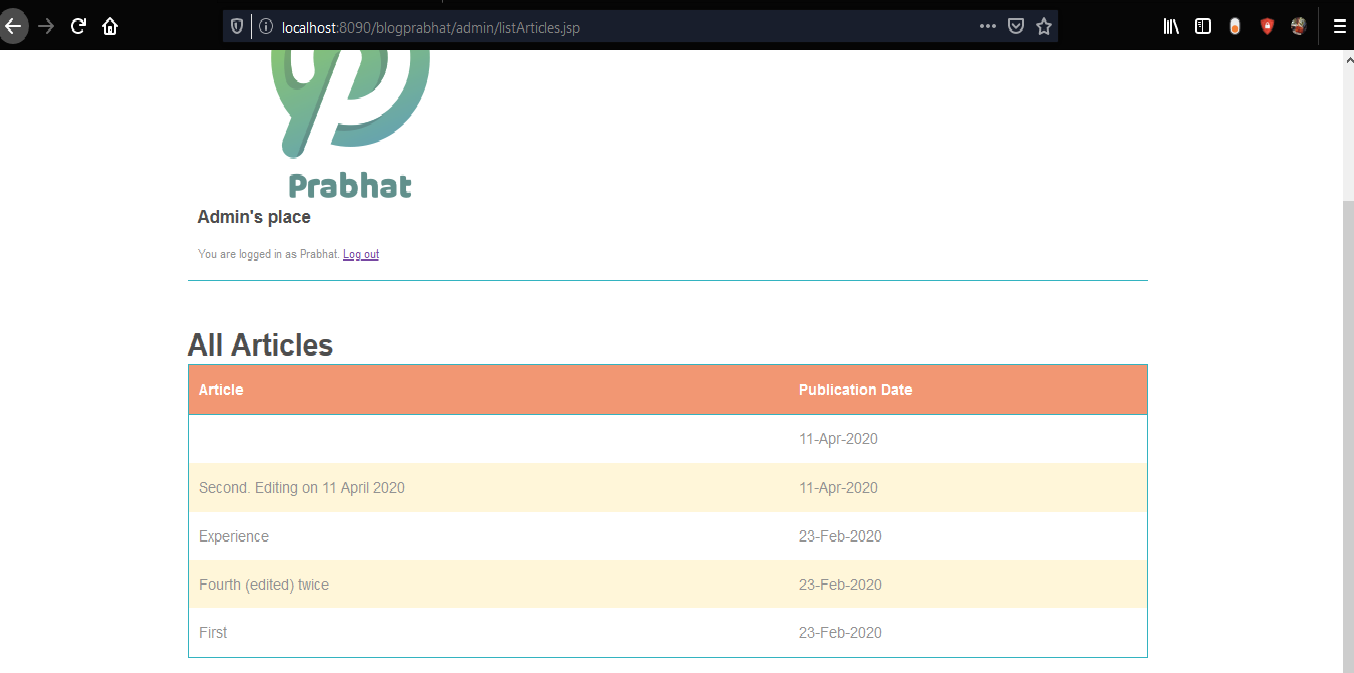 localhost:8090/blogprabhat/admin/listArticles.jsp
Prabhat
Admin's place
You are logged in as Prabhat. Log out
All Articles
Article Publication Date
11-Apr-2020
Second. Editing on 11 April 2020 11-Apr-2020
Experience 23-Feb-2020
Fourth (edited) twice 23-Feb-2020
First 23-Feb-2020